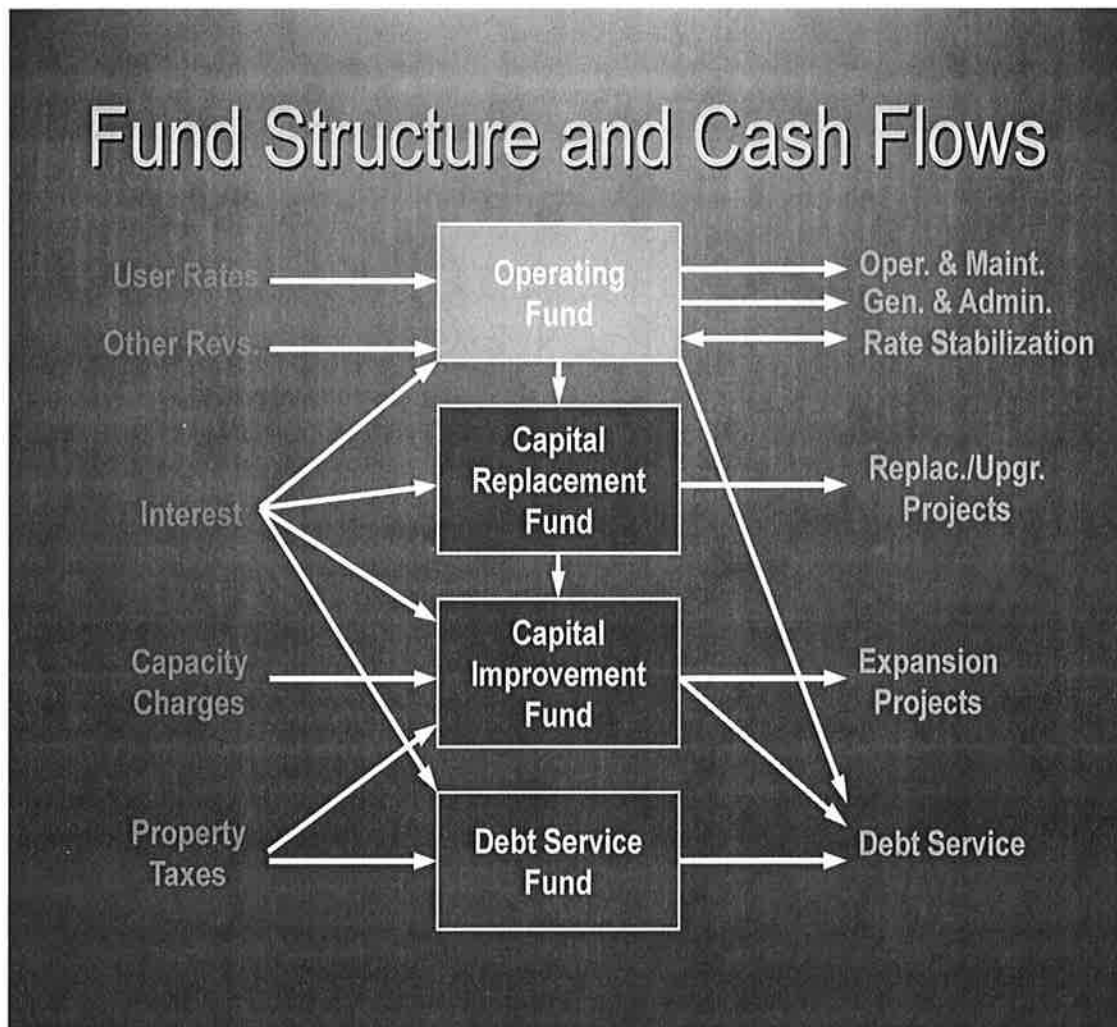 Fund Structure and Cash Flows
User Rates
Other Revs.
Interest
Capacity
Charges
Property
Taxes
Operating
Fund
Capital
Replacement
Fund
Capital
Improvement
Fund
Debt Service
Fund
Oper. & Maint.
Gen. & Admin.
Rate Stabilization
Replac./Upgr.
Projects
Expansion
Projects
Debt Service